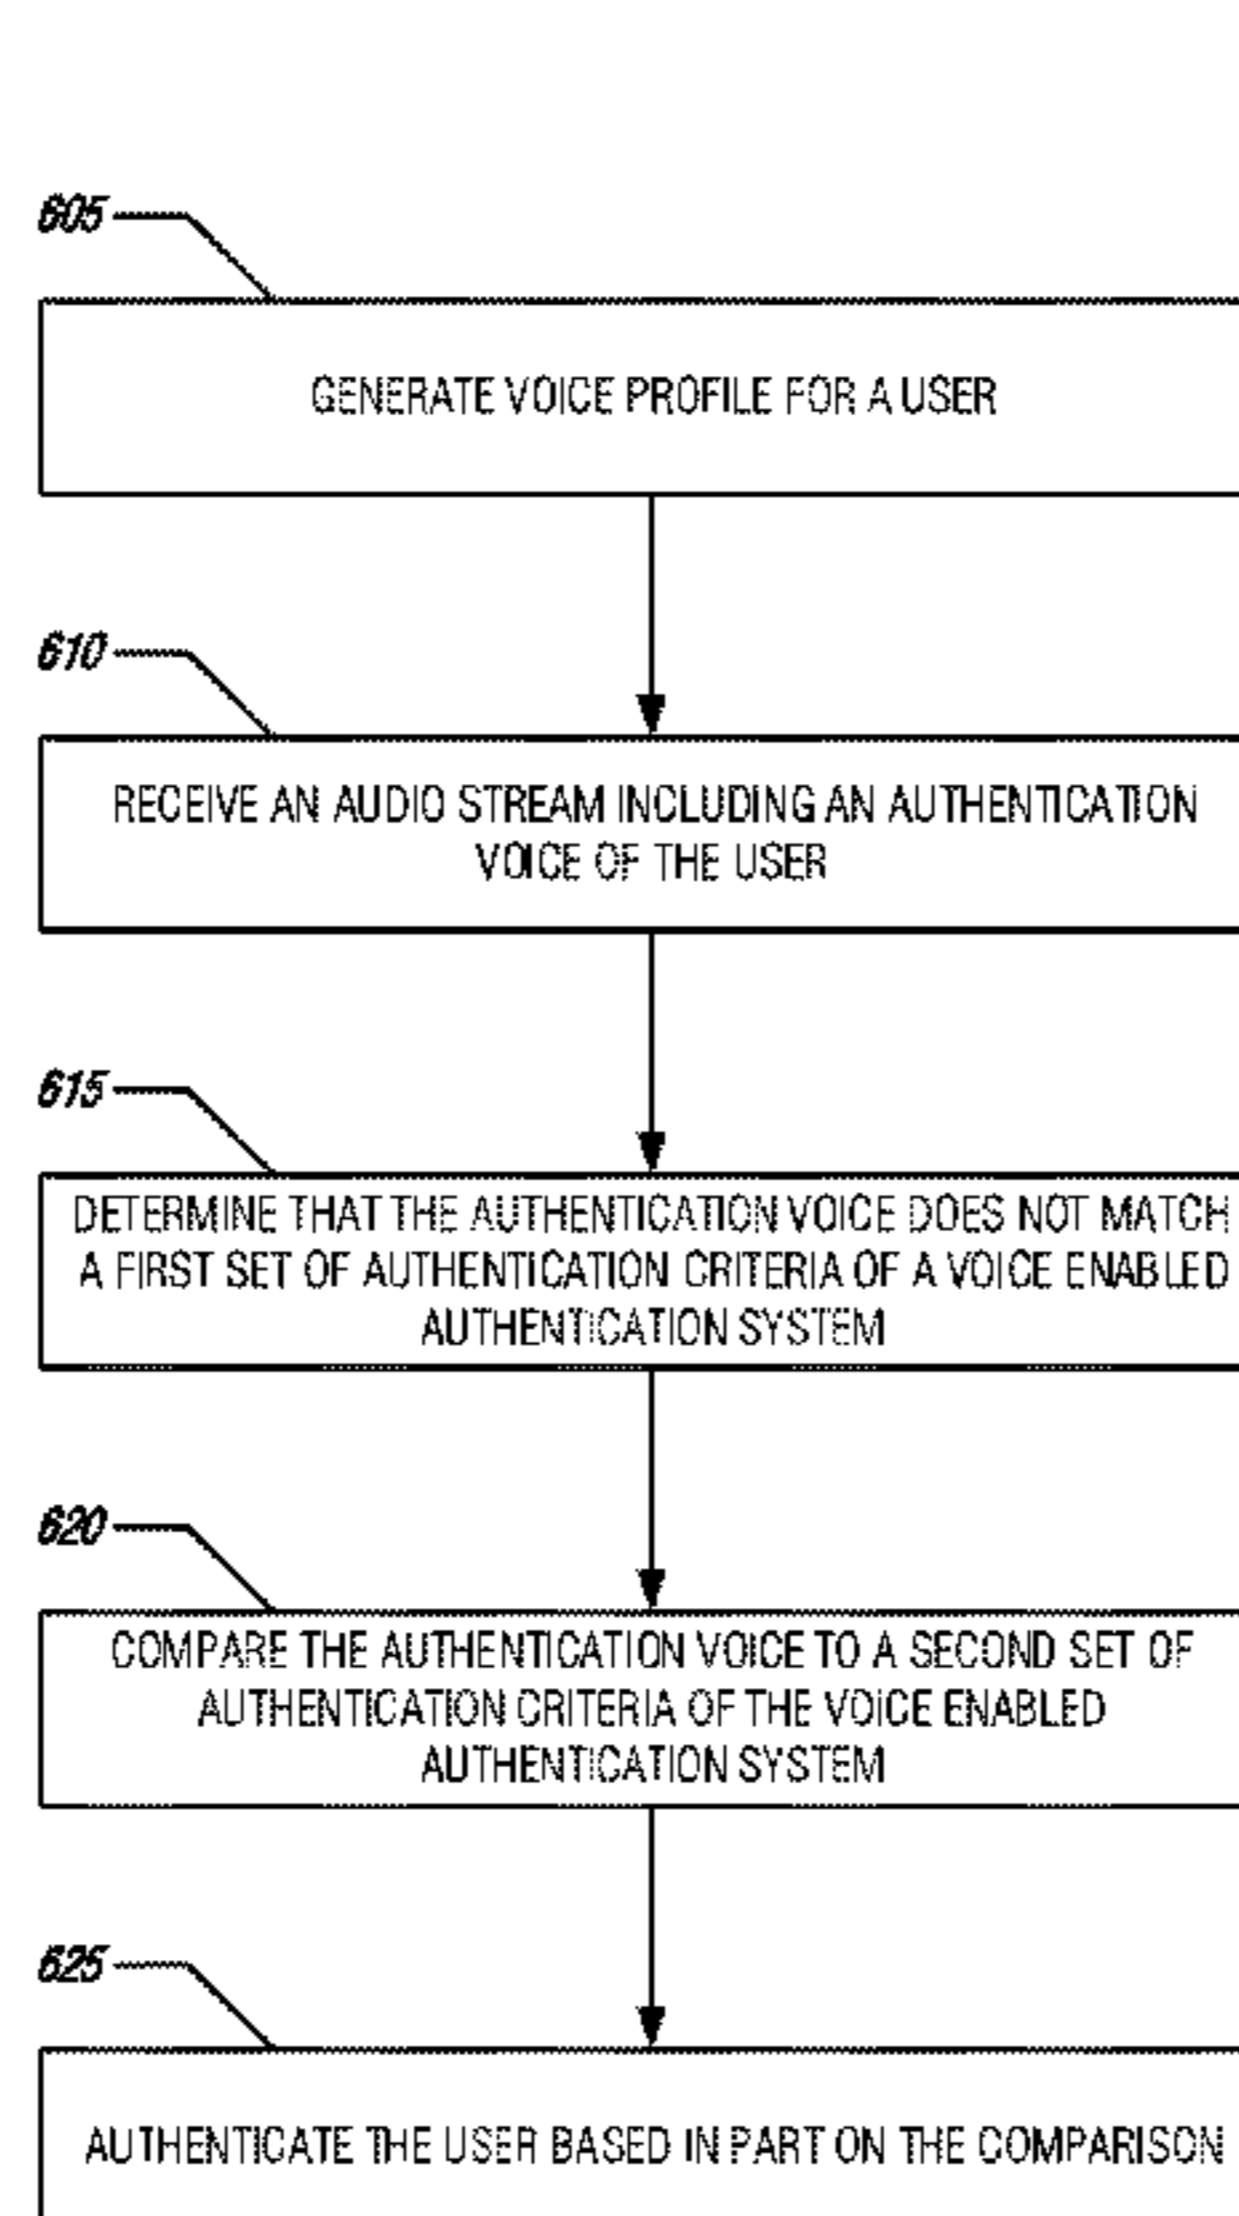 605
GENERATE VOICE PROFILE FOR A USER
610
RECEIVE AN AUDIO STREAM INCLUDING AN AUTHENTICATION
VOICE OF THE USER
615
DETERMINE THAT THE AUTHENTICATION VOICE DOES NOT MATCH
A FIRST SET OF AUTHENTICATION CRITERIA OF A VOICE ENABLED
AUTHENTICATION SYSTEM
620
COMPARE THE AUTHENTICATION VOICE TO A SECOND SET OF
AUTHENTICATION CRITERIA OF THE VOICE ENABLED
AUTHENTICATION SYSTEM
625
AUTHENTICATE THE USER BASED IN PART ON THE COMPARISON